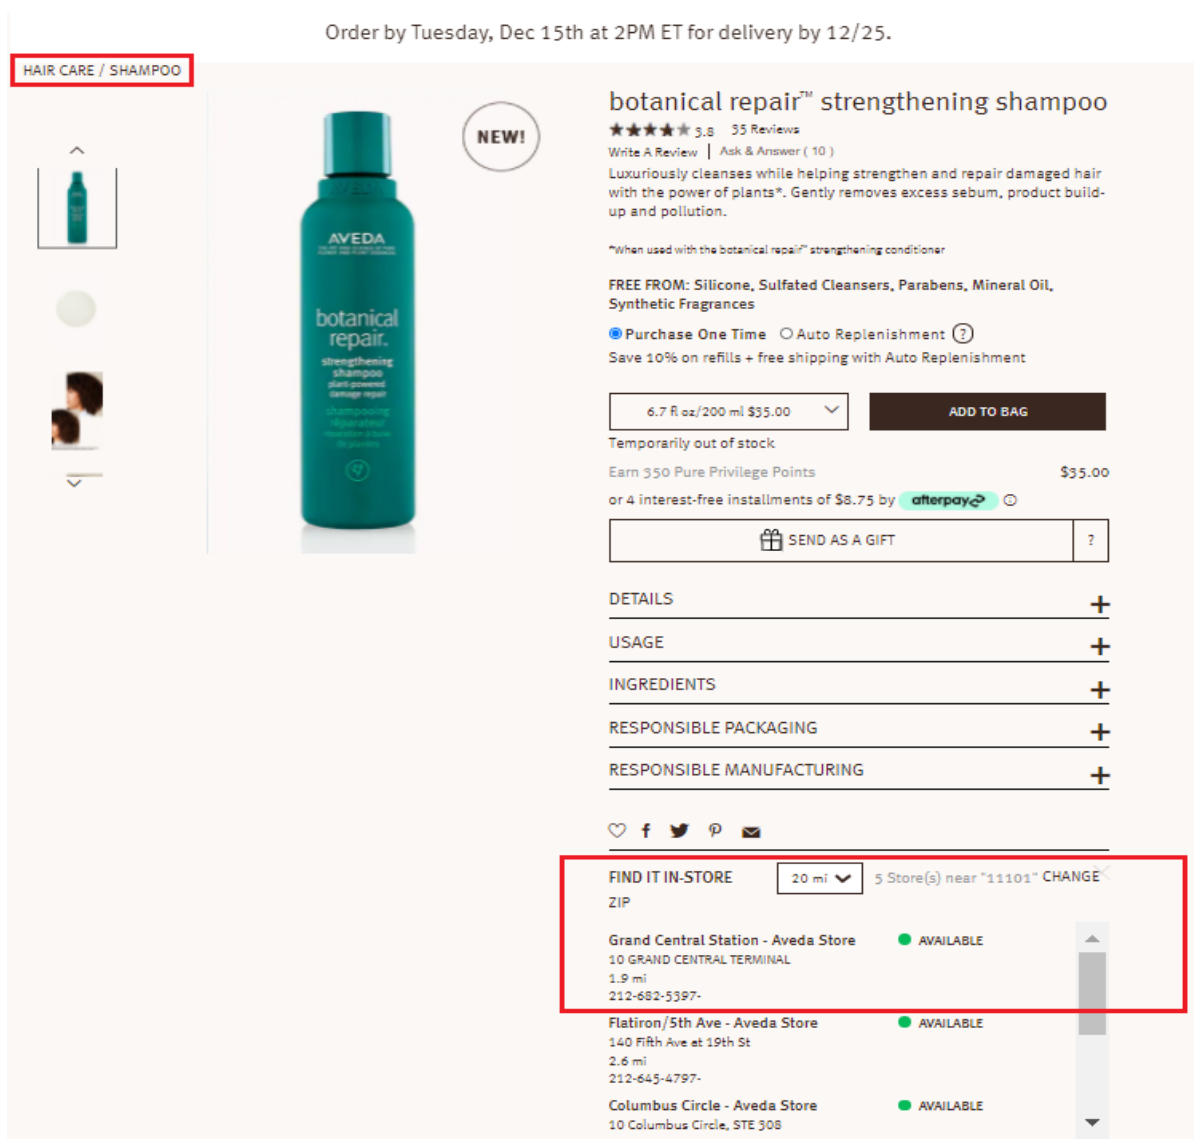 Order by Tuesday, Dec 15th at 2PM ET for delivery by 12/25.
HAIR CARE / SHAMPOO
NEW!
AVEDA
botanical
repair™
strengthening
shampoo
plant-powered
damage repair
shampooing
réparateur
botanical repair™ strengthening shampoo
3.8 35 Reviews
Write A Review | Ask & Answer ( 10 )
Luxuriously cleanses while helping strengthen and repair damaged hair
with the power of plants*. Gently removes excess sebum, product build-
up and pollution.
*When used with the botanical repair™ strengthening conditioner
FREE FROM: Silicone, Sulfated Cleansers, Parabens, Mineral Oil,
Synthetic Fragrances
Purchase One Time Auto Replenishment ?
Save 10% on refills + free shipping with Auto Replenishment
6.7 fl oz/200 ml $35.00
ADD TO BAG
Temporarily out of stock
Earn 350 Pure Privilege Points $35.00
or 4 interest-free installments of $8.75 by afterpay
SEND AS A GIFT ?
DETAILS +
USAGE +
INGREDIENTS +
RESPONSIBLE PACKAGING +
RESPONSIBLE MANUFACTURING +
FIND IT IN-STORE 20 mi 5 Store(s) near "11101" CHANGE
ZIP
Grand Central Station - Aveda Store AVAILABLE
10 GRAND CENTRAL TERMINAL
1.9 mi
212-682-5397-
Flatiron/5th Ave - Aveda Store AVAILABLE
140 Fifth Ave at 19th St
2.6 mi
212-645-4797-
Columbus Circle - Aveda Store AVAILABLE
10 Columbus Circle, STE 308